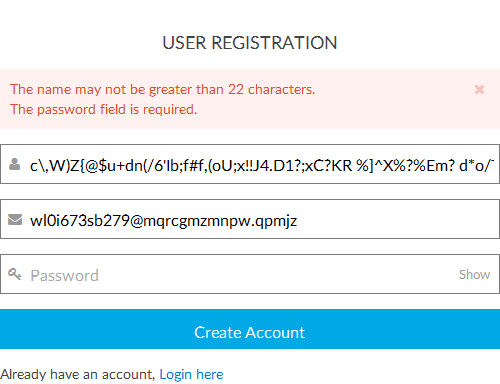 USER REGISTRATION
The name may not be greater than 22 characters.
The password field is required.
c\,W)Z{@$u+dn(/6'Ib;f#f,(oU;x!!J4.D1?;xC?KR %]^X%?%Em? d*o/
wl0i673sb279@mqrcgmzmnpw.qpmjz
Password Show
Create Account
Already have an account, Login here